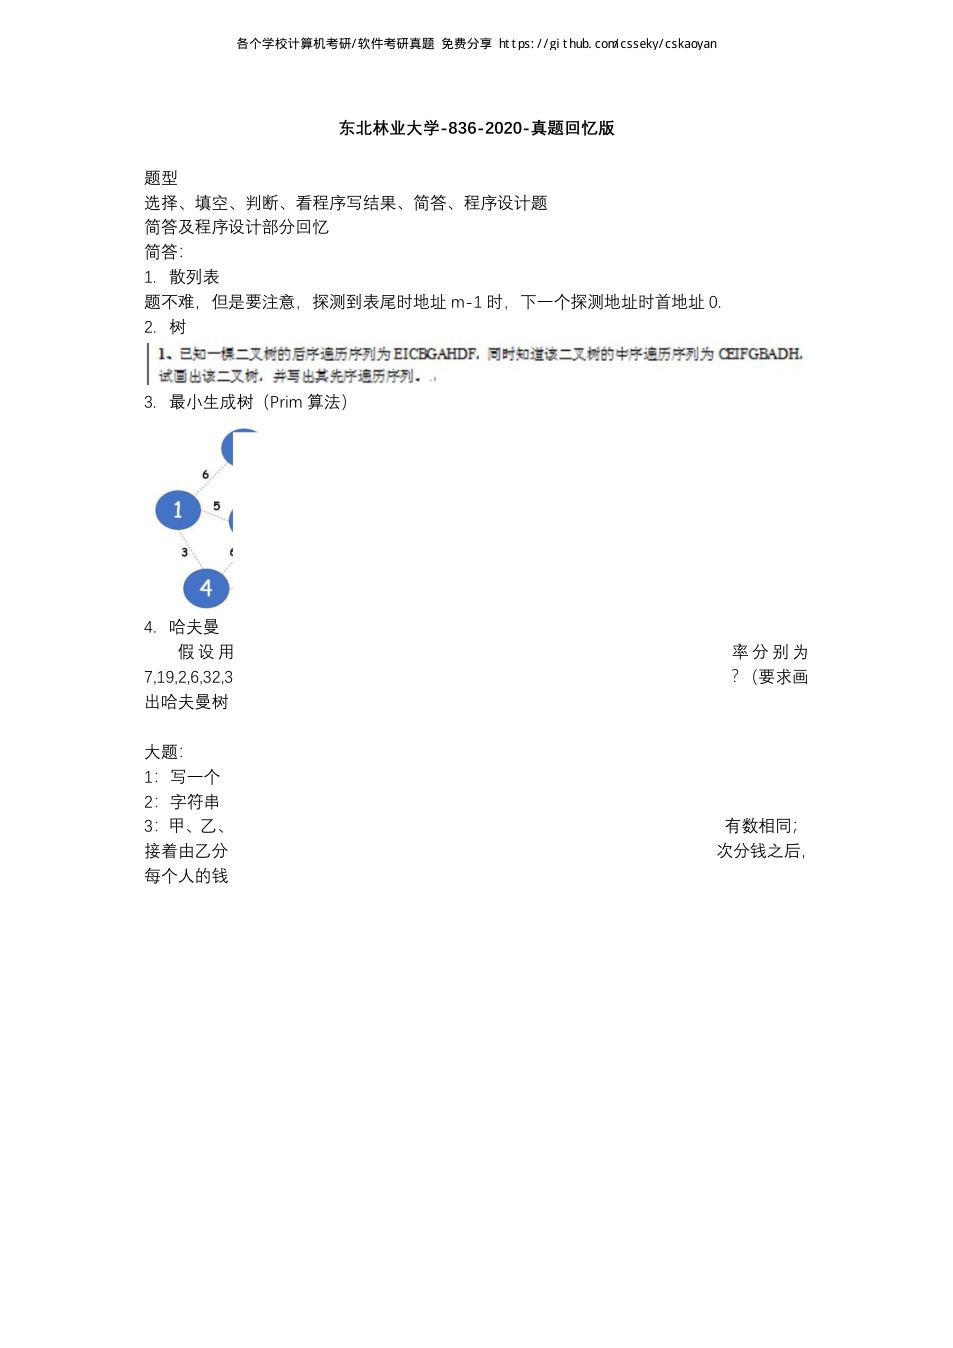 各个学校计算机考研/软件考研真题 免费分享 https://github.com/csseky/cskaoyan
东北林业大学-836-2020-真题回忆版
题型
选择、填空、判断、看程序写结果、简答、程序设计题
简答及程序设计部分回忆
简答：
1. 散列表
题不难，但是要注意，探测到表尾时地址 m-1 时，下一个探测地址时首地址 0.
2. 树
1、已知一棵二叉树的后序遍历序列为 EICBGAHDF, 同时知道该二叉树的中序遍历序列为 CEIFGBADH,
试画出该二叉树，并写出其先序遍历序列。
3. 最小生成树（Prim 算法）
6
1
5
3
4
4. 哈夫曼
假设用 率分别为
7,19,2,6,32,3 ？（要求画
出哈夫曼树
大题：
1：写一个
2：字符串
3：甲、乙、 有数相同；
接着由乙分 次分钱之后，
每个人的钱